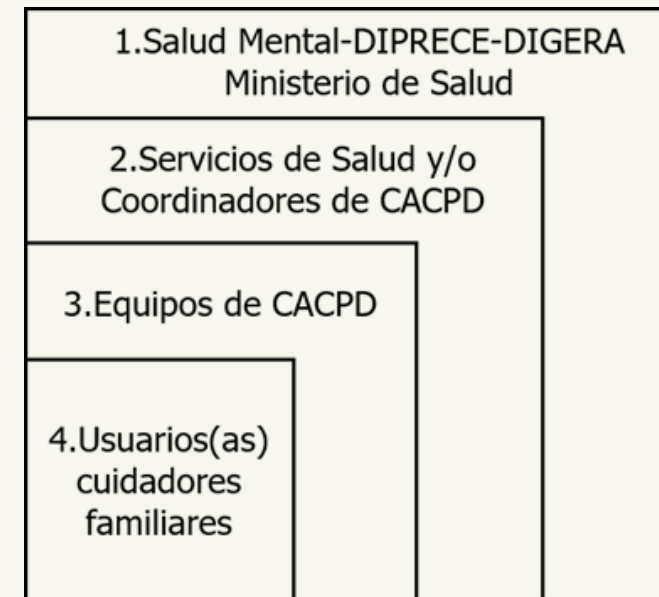 1.Salud Mental-DIPRECE-DIGERA
Ministerio de Salud
2.Servicios de Salud y/o
Coordinadores de CACPD
3.Equipos de CACPD
4.Usuarios(as)
cuidadores
familiares